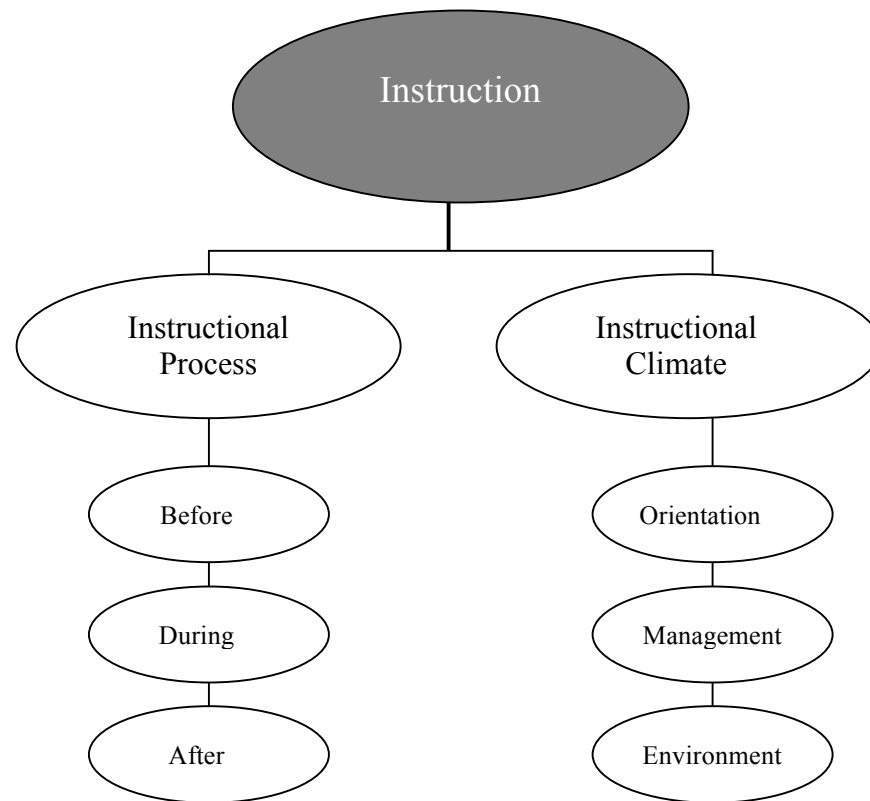 Instruction
Instructional
Process
Instructional
Climate
Before
Orientation
During
Management
After
Environment